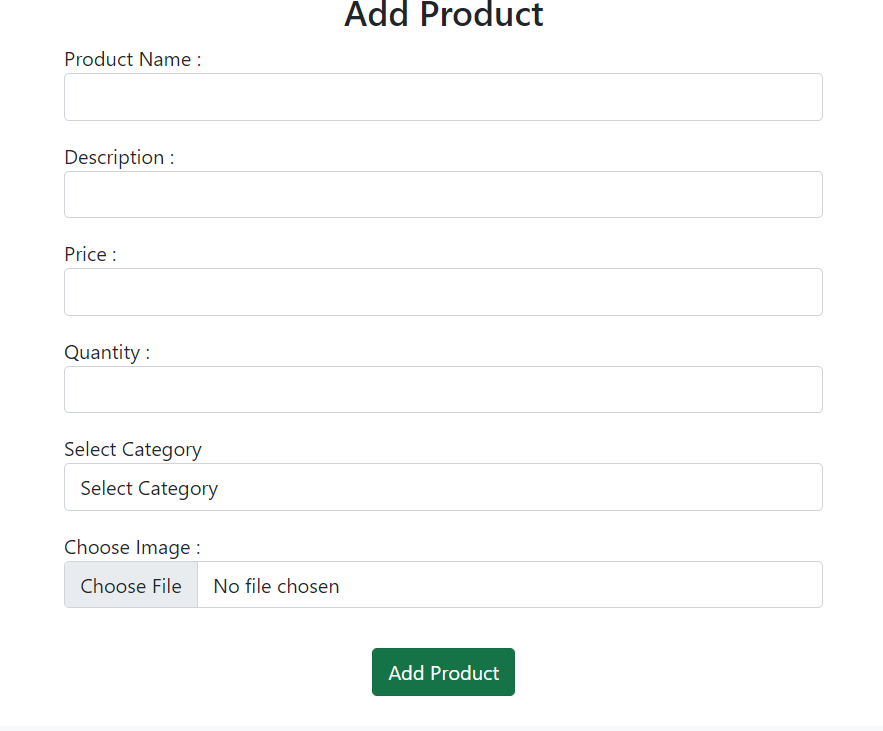 Add Product
Product Name :
Description :
Price :
Quantity :
Select Category
Select Category
Choose Image :
Choose File No file chosen
Add Product